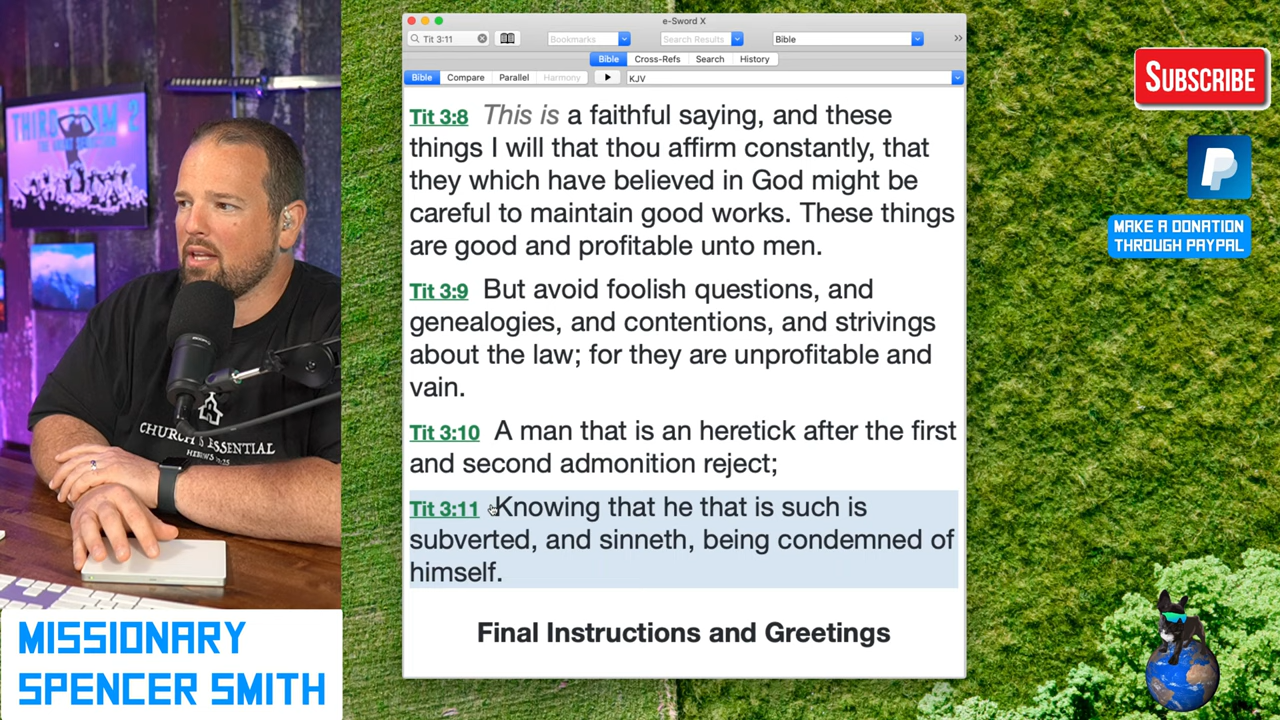 e-Sword X
Tit 3:11
Bookmarks
Search Results
Bible
Bible
Cross-Refs
Search
History
Bible
Compare
Parallel
Harmony
KJV
Tit 3:8 This is a faithful saying, and these
things I will that thou affirm constantly, that
they which have believed in God might be
careful to maintain good works. These things
are good and profitable unto men.
Tit 3:9 But avoid foolish questions, and
genealogies, and contentions, and strivings
about the law; for they are unprofitable and
vain.
Tit 3:10 A man that is an heretick after the first
and second admonition reject;
Tit 3:11 Knowing that he that is such is
subverted, and sinneth, being condemned of
himself.
Final Instructions and Greetings
SUBSCRIBE
MAKE A DONATION
THROUGH PAYPAL
THIRD ADAM 2
CHURCH IS ESSENTIAL
MISSIONARY
SPENCER SMITH